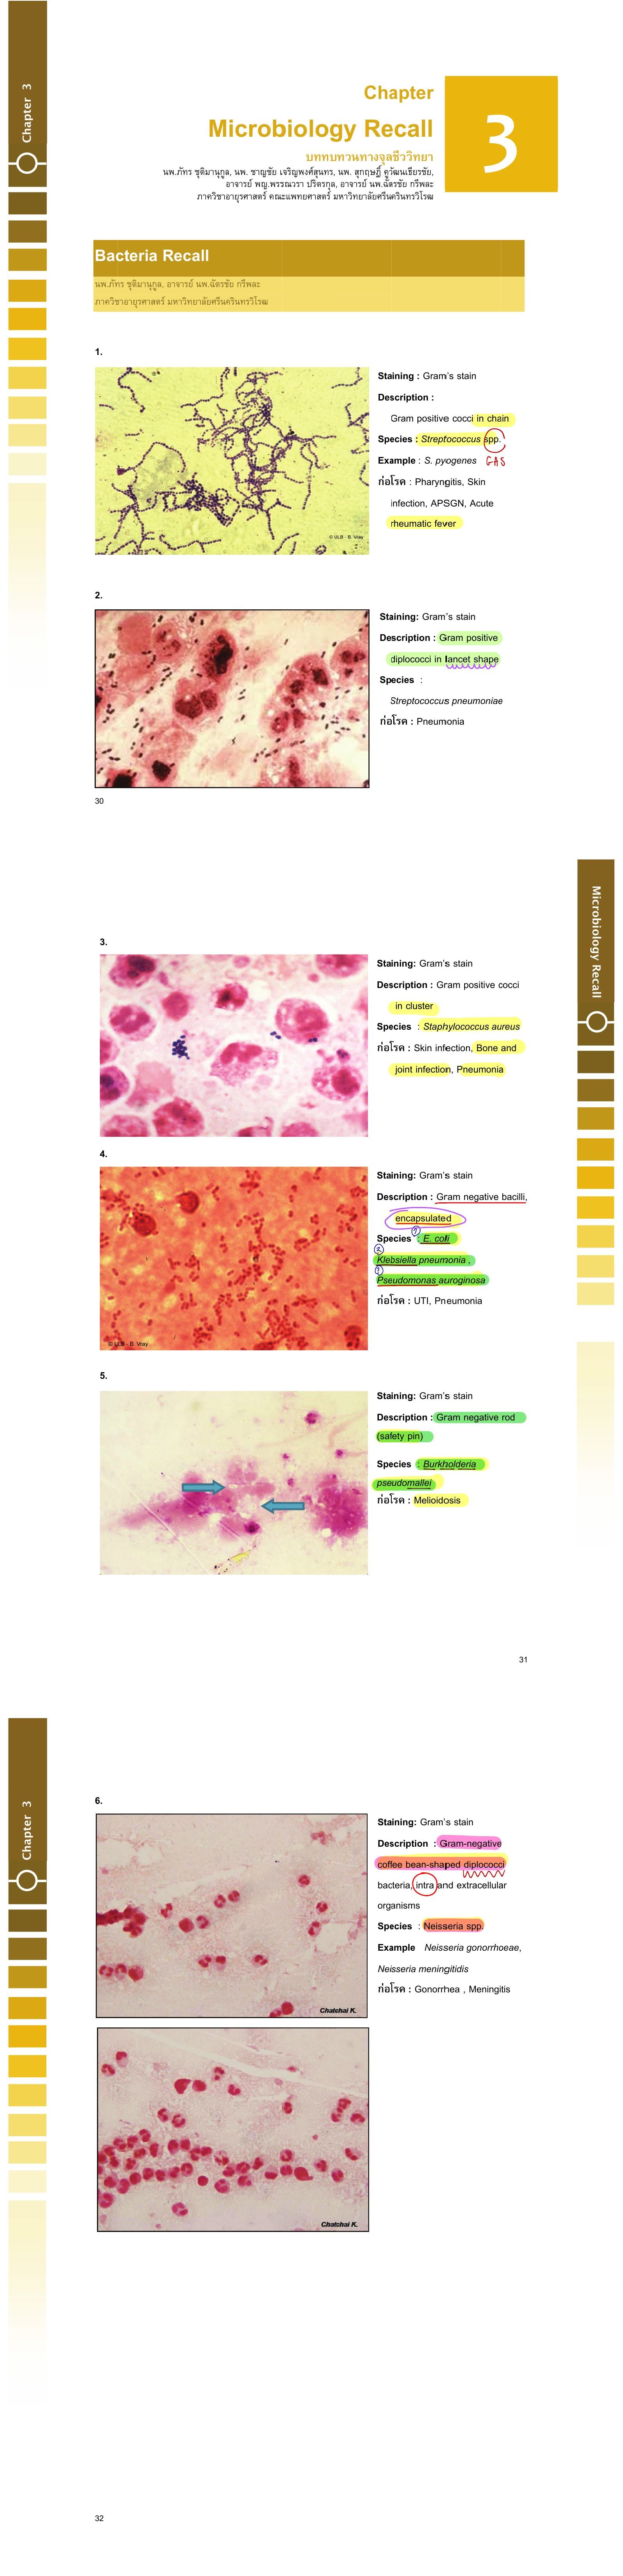 Chapter 3
Chapter
Microbiology Recall
3
บททบทวนทางจุลชีววิทยา
นพ.ภัทร ชุติมานุกูล, นพ. ชาญชัย เจริญพงศ์สุนทร, นพ. สุกฤษฎิ์ คูวัฒนเธียรชัย,
อาจารย์ พญ.พรรณวรา ปริตรกุล, อาจารย์ นพ.ฉัตรชัย กรีพละ
ภาควิชาอายุรศาสตร์ คณะแพทยศาสตร์ มหาวิทยาลัยศรีนครินทรวิโรฒ
Bacteria Recall
นพ.ภัทร ชุติมานุกูล, อาจารย์ นพ.ฉัตรชัย กรีพละ
ภาควิชาอายุรศาสตร์ มหาวิทยาลัยศรีนครินทรวิโรฒ
1.
Staining : Gram's stain
Description :
Gram positive cocci in chain
Species : Streptococcus spp.
Example : S. pyogenes GAS
ก่อโรค : Pharyngitis, Skin
infection, APSGN, Acute
rheumatic fever
© ULB - B. Vray
2.
Staining: Gram's stain
Description : Gram positive
diplococci in lancet shape
Species :
Streptococcus pneumoniae
ก่อโรค : Pneumonia
30
Microbiology Recall
3.
Staining: Gram's stain
Description : Gram positive cocci
in cluster
Species : Staphylococcus aureus
ก่อโรค : Skin infection, Bone and
joint infection, Pneumonia
4.
Staining: Gram's stain
Description : Gram negative bacilli,
encapsulated
Species : E. coli
Klebsiella pneumonia ,
Pseudomonas auroginosa
ก่อโรค : UTI, Pneumonia
© ULB - B. Vray
5.
Staining: Gram's stain
Description : Gram negative rod
(safety pin)
Species : Burkholderia
pseudomallei
ก่อโรค : Melioidosis
31
Chapter 3
6.
Staining: Gram's stain
Description : Gram-negative
coffee bean-shaped diplococci
bacteria, intra and extracellular
organisms
Species : Neisseria spp.
Example Neisseria gonorrhoeae,
Neisseria meningitidis
ก่อโรค : Gonorrhea , Meningitis
Chatchai K.
Chatchai K.
32